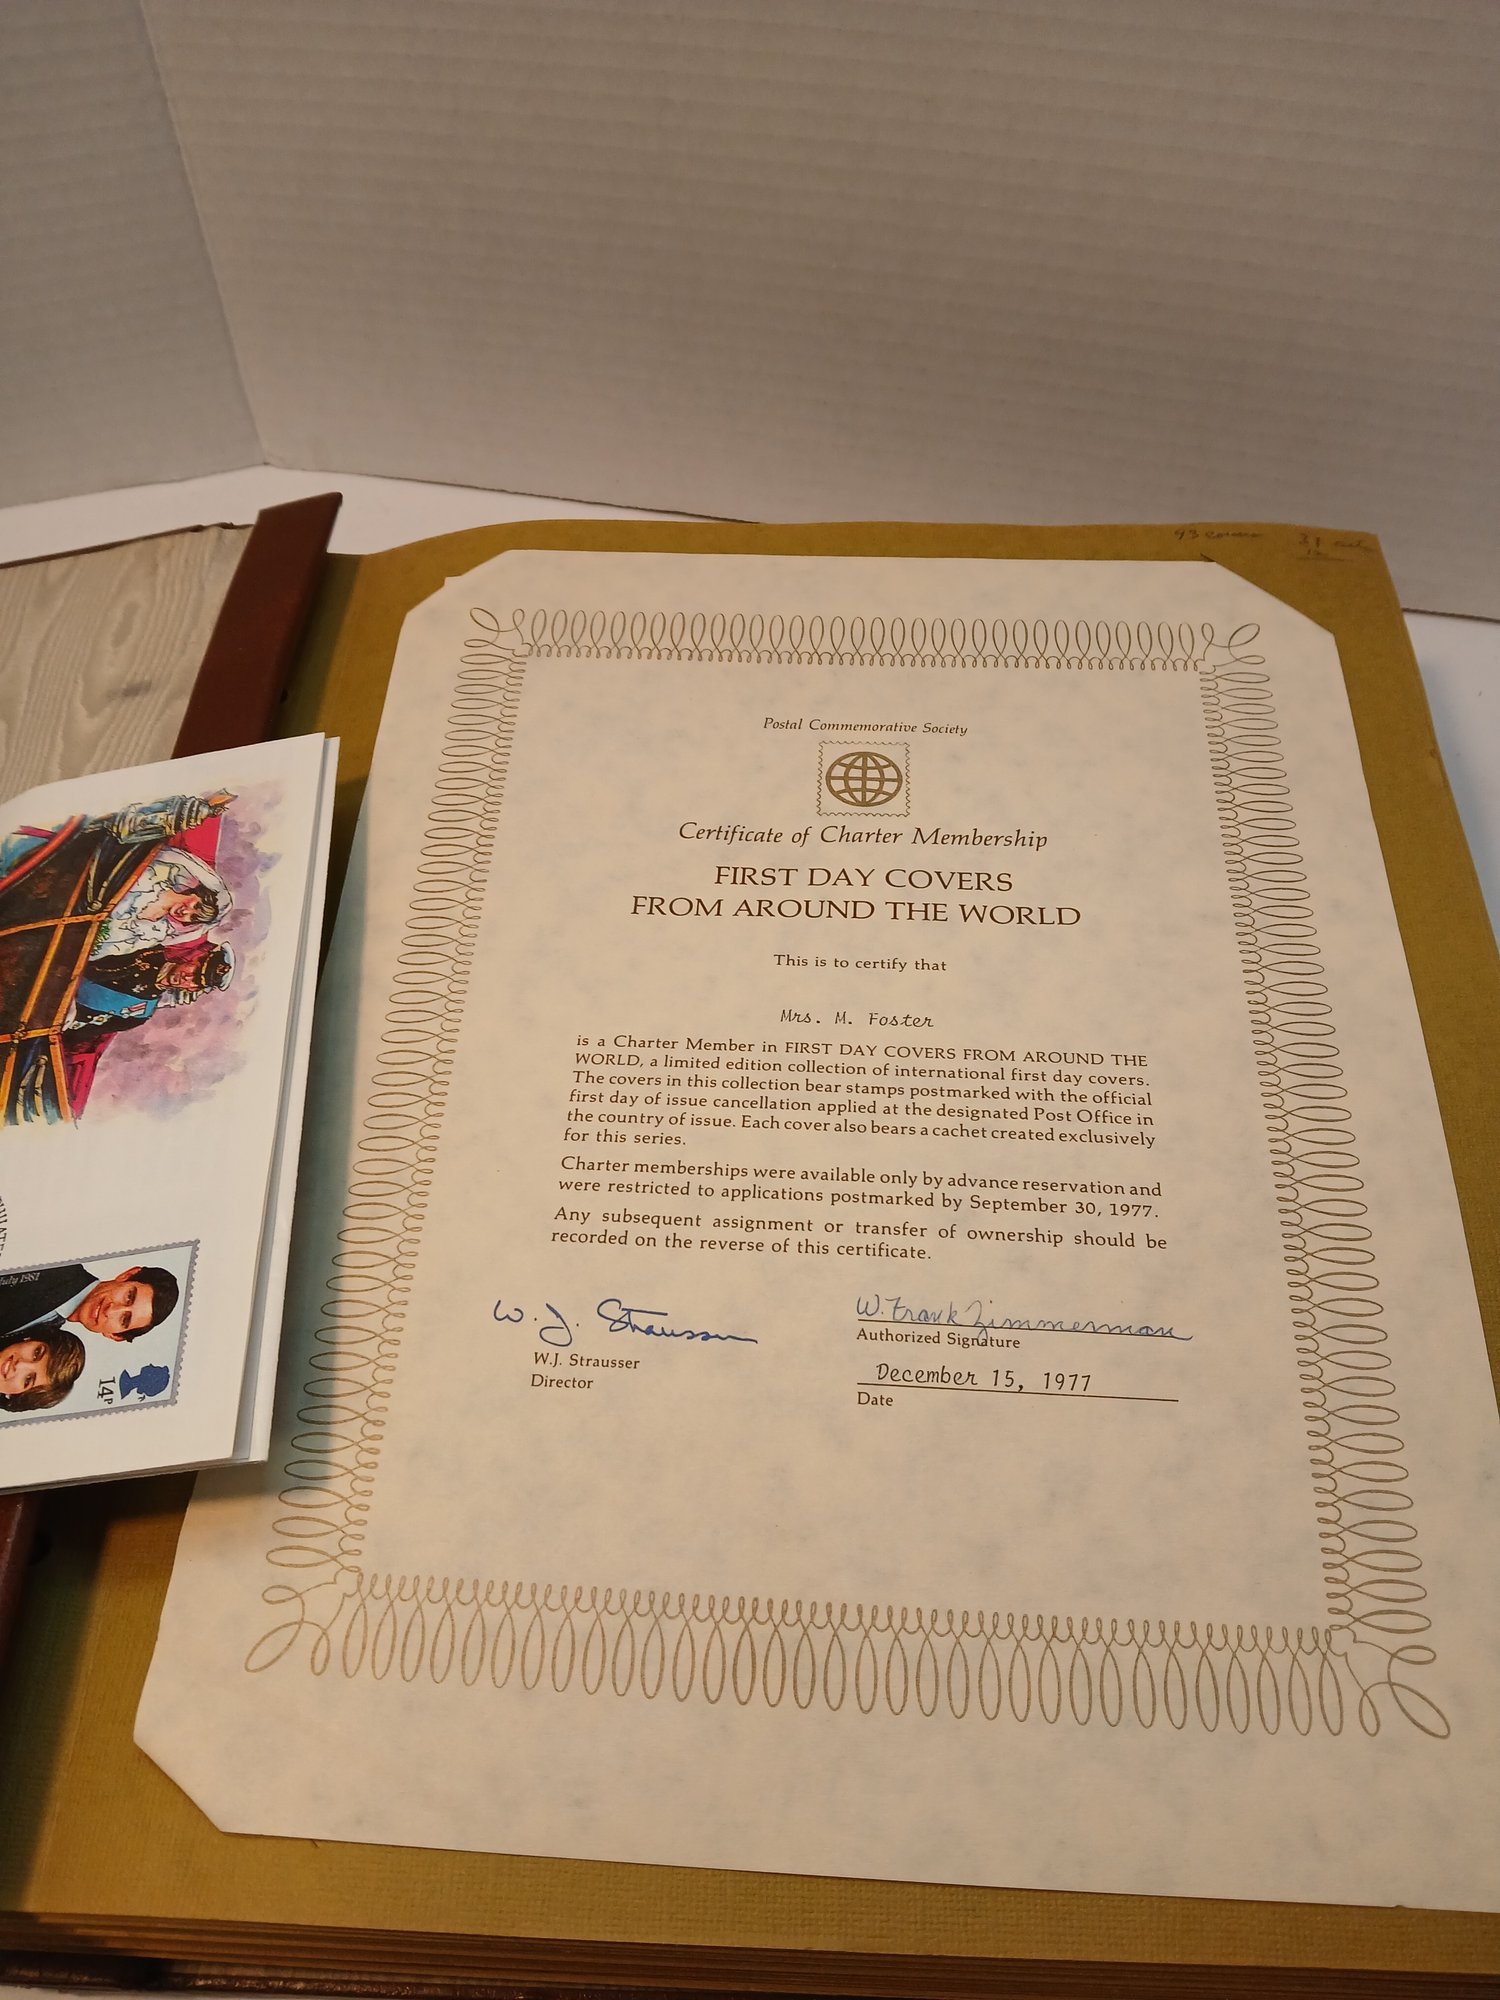 93 covers
Postal Commemorative Society
Certificate of Charter Membership
FIRST DAY COVERS
FROM AROUND THE WORLD
This is to certify that
Mrs. M. Foster
is a Charter Member in FIRST DAY COVERS FROM AROUND THE
WORLD, a limited edition collection of international first day covers.
The covers in this collection bear stamps postmarked with the official
first day of issue cancellation applied at the designated Post Office in
the country of issue. Each cover also bears a cachet created exclusively
for this series.
Charter memberships were available only by advance reservation and
were restricted to applications postmarked by September 30, 1977.
Any subsequent assignment or transfer of ownership should be
recorded on the reverse of this certificate.
W. J. Strausser
W.J. Strausser
Director
W. Frank Zimmerman
Authorized Signature
December 15, 1977
Date
July 1981
14P